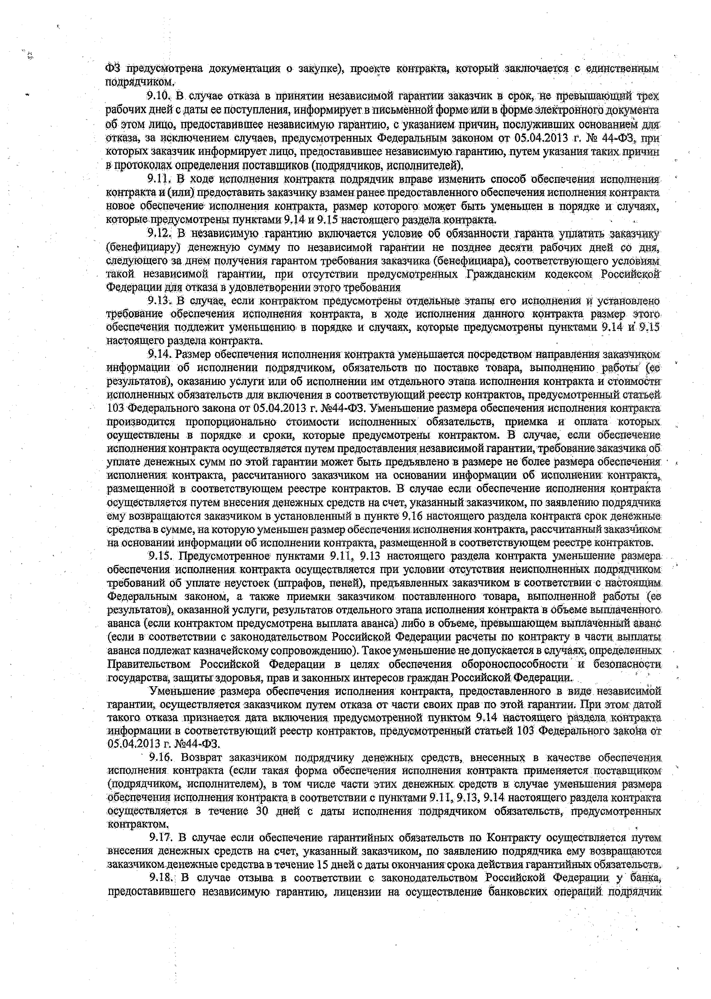 ФЗ предусмотрена документация о закупке), проекте контракта, который заключается с единственным
подрядчиком.
9.10. В случае отказа в принятии независимой гарантии заказчик в срок, не превышающий трех
рабочих дней с даты ее поступления, информирует в письменной форме или в форме электронного документа
об этом лицо, предоставившее независимую гарантию, с указанием причин, послуживших основанием для
отказа, за исключением случаев, предусмотренных Федеральным законом от 05.04.2013 г. № 44-ФЗ, при
которых заказчик информирует лицо, предоставившее независимую гарантию, путем указания таких причин
в протоколах определения поставщиков (подрядчиков, исполнителей).
9.11. В ходе исполнения контракта подрядчик вправе изменить способ обеспечения исполнения
контракта и (или) предоставить заказчику взамен ранее предоставленного обеспечения исполнения контракта
новое обеспечение исполнения контракта, размер которого может быть уменьшен в порядке и случаях,
которые предусмотрены пунктами 9.14 и 9.15 настоящего раздела контракта.
9.12. В независимую гарантию включается условие об обязанности гаранта уплатить заказчику
(бенефициару) денежную сумму по независимой гарантии не позднее десяти рабочих дней со дня,
следующего за днем получения гарантом требования заказчика (бенефициара), соответствующего условиям
такой независимой гарантии, при отсутствии предусмотренных Гражданским кодексом Российской
Федерации для отказа в удовлетворении этого требования
9.13. В случае, если контрактом предусмотрены отдельные этапы его исполнения и установлено
требование обеспечения исполнения контракта, в ходе исполнения данного контракта размер этого
обеспечения подлежит уменьшению в порядке и случаях, которые предусмотрены пунктами 9.14 и 9.15
настоящего раздела контракта.
9.14. Размер обеспечения исполнения контракта уменьшается посредством направления заказчиком
информации об исполнении подрядчиком, обязательств по поставке товара, выполнению работы (ее
результатов), оказанию услуги или об исполнении им отдельного этапа исполнения контракта и стоимости
исполненных обязательств для включения в соответствующий реестр контрактов, предусмотренный статьей
103 Федерального закона от 05.04.2013 г. №44-ФЗ. Уменьшение размера обеспечения исполнения контракта
производится пропорционально стоимости исполненных обязательств, приемка и оплата которых
осуществлены в порядке и сроки, которые предусмотрены контрактом. В случае, если обеспечение
исполнения контракта осуществляется путем предоставления независимой гарантии, требование заказчика об
уплате денежных сумм по этой гарантии может быть предъявлено в размере не более размера обеспечения
исполнения контракта, рассчитанного заказчиком на основании информации об исполнении контракта,
размещенной в соответствующем реестре контрактов. В случае если обеспечение исполнения контракта
осуществляется путем внесения денежных средств на счет, указанный заказчиком, по заявлению подрядчика
ему возвращаются заказчиком в установленный в пункте 9.16 настоящего раздела контракта срок денежные
средства в сумме, на которую уменьшен размер обеспечения исполнения контракта, рассчитанный заказчиком
на основании информации об исполнении контракта, размещенной в соответствующем реестре контрактов.
9.15. Предусмотренное пунктами 9.11, 9.13 настоящего раздела контракта уменьшение размера
обеспечения исполнения контракта осуществляется при условии отсутствия неисполненных подрядчиком
требований об уплате неустоек (штрафов, пеней), предъявленных заказчиком в соответствии с настоящим
Федеральным законом, а также приемки заказчиком поставленного товара, выполненной работы (ее
результатов), оказанной услуги, результатов отдельного этапа исполнения контракта в объеме выплаченного
аванса (если контрактом предусмотрена выплата аванса) либо в объеме, превышающем выплаченный аванс
(если в соответствии с законодательством Российской Федерации расчеты по контракту в части выплаты
аванса подлежат казначейскому сопровождению). Такое уменьшение не допускается в случаях, определенных
Правительством Российской Федерации в целях обеспечения обороноспособности и безопасности
государства, защиты здоровья, прав и законных интересов граждан Российской Федерации.
Уменьшение размера обеспечения исполнения контракта, предоставленного в виде независимой
гарантии, осуществляется заказчиком путем отказа от части своих прав по этой гарантии. При этом датой
такого отказа признается дата включения предусмотренной пунктом 9.14 настоящего раздела контракта
информации в соответствующий реестр контрактов, предусмотренный статьей 103 Федерального закона от
05.04.2013 г. №44-ФЗ.
9.16. Возврат заказчиком подрядчику денежных средств, внесенных в качестве обеспечения
исполнения контракта (если такая форма обеспечения исполнения контракта применяется поставщиком
(подрядчиком, исполнителем), в том числе части этих денежных средств в случае уменьшения размера
обеспечения исполнения контракта в соответствии с пунктами 9.11, 9.13, 9.14 настоящего раздела контракта
осуществляется в течение 30 дней с даты исполнения подрядчиком обязательств, предусмотренных
контрактом.
9.17. В случае если обеспечение гарантийных обязательств по Контракту осуществляется путем
внесения денежных средств на счет, указанный заказчиком, по заявлению подрядчика ему возвращаются
заказчиком денежные средства в течение 15 дней с даты окончания срока действия гарантийных обязательств.
9.18. В случае отзыва в соответствии с законодательством Российской Федерации у банка,
предоставившего независимую гарантию, лицензии на осуществление банковских операций подрядчик